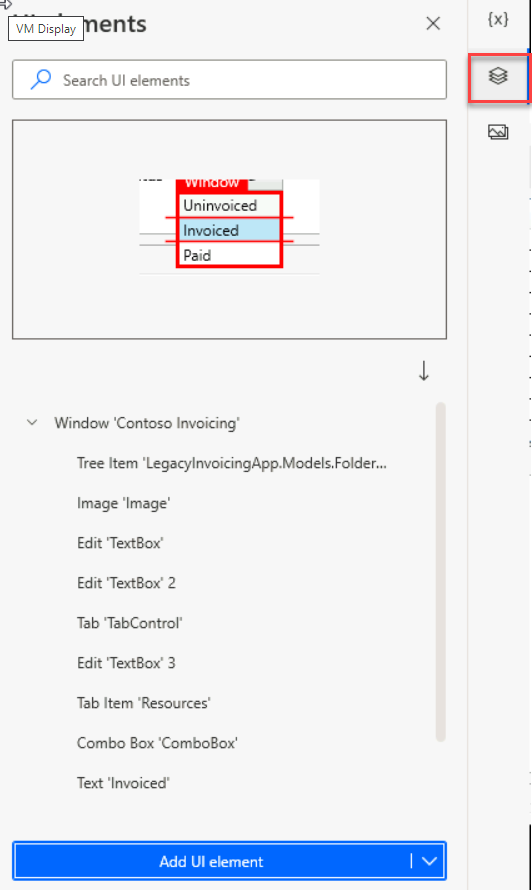 VM Display
ments
{x}
Search UI elements
Window
Uninvoiced
Invoiced
Paid
Window 'Contoso Invoicing'
Tree Item 'LegacyInvoicingApp.Models.Folder...
Image 'Image'
Edit 'TextBox'
Edit 'TextBox' 2
Tab 'TabControl'
Edit 'TextBox' 3
Tab Item 'Resources'
Combo Box 'ComboBox'
Text 'Invoiced'
Add UI element